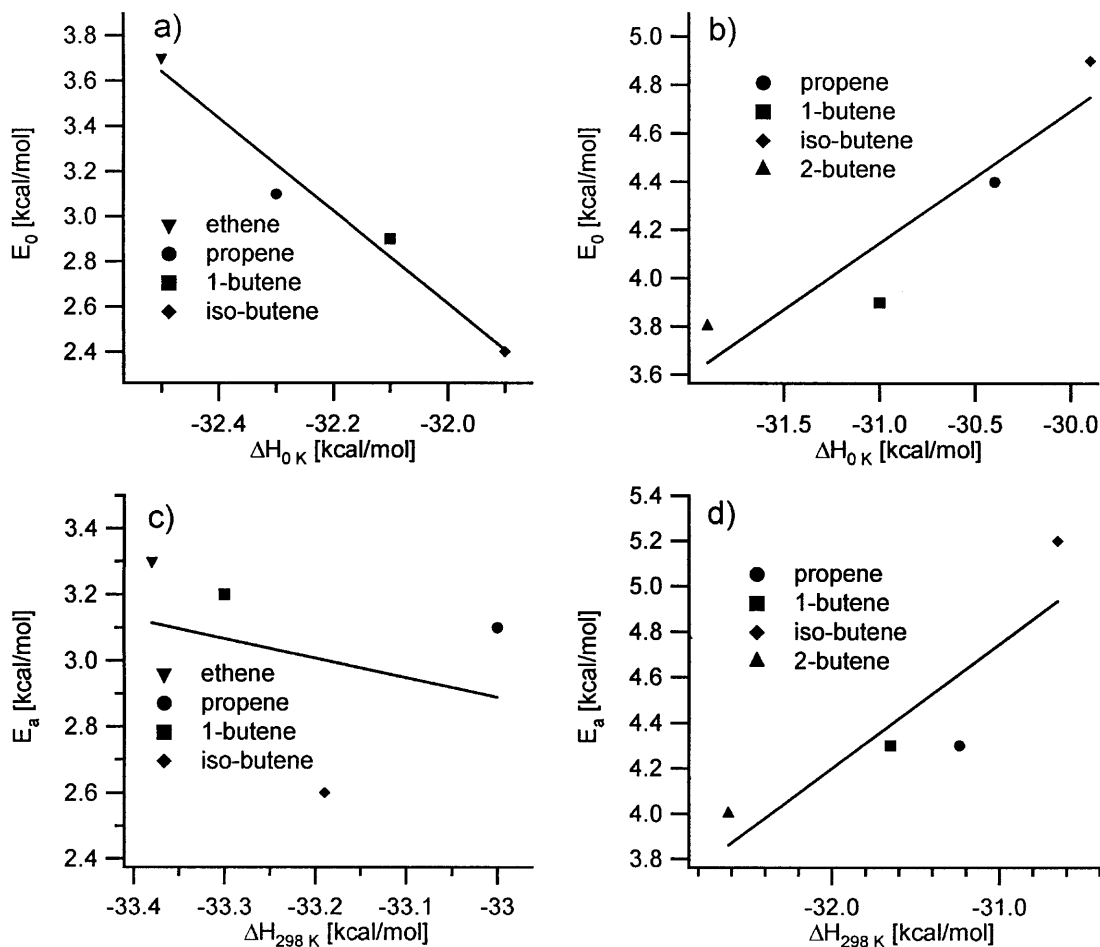 a)
E0 [kcal/mol]
3.8
3.6
3.4
3.2
3.0
2.8
2.6
2.4
ethene
propene
1-butene
iso-butene
-32.4 -32.2 -32.0
ΔH0 K [kcal/mol]
b)
E0 [kcal/mol]
5.0
4.8
4.6
4.4
4.2
4.0
3.8
3.6
propene
1-butene
iso-butene
2-butene
-31.5 -31.0 -30.5 -30.0
ΔH0 K [kcal/mol]
c)
Ea [kcal/mol]
3.4
3.2
3.0
2.8
2.6
2.4
ethene
propene
1-butene
iso-butene
-33.4 -33.3 -33.2 -33.1 -33
ΔH298 K [kcal/mol]
d)
Ea [kcal/mol]
5.4
5.2
5.0
4.8
4.6
4.4
4.2
4.0
3.8
propene
1-butene
iso-butene
2-butene
-32.0 -31.0
ΔH298 K [kcal/mol]